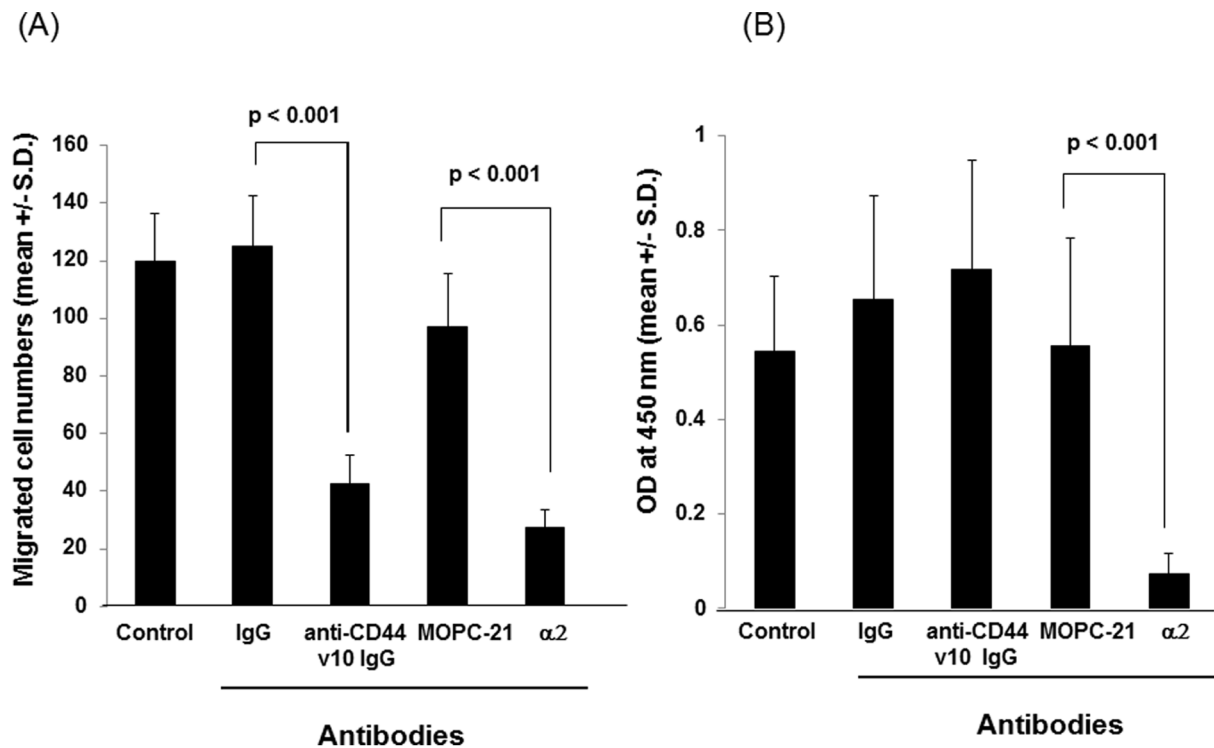 (A)
p < 0.001
p < 0.001
Migrated cell numbers (mean +/- S.D.)
160
140
120
100
80
60
40
20
0
Control
IgG
anti-CD44
v10 IgG
MOPC-21
α2
Antibodies
(B)
p < 0.001
OD at 450 nm (mean +/- S.D.)
1
0.8
0.6
0.4
0.2
0
Control
IgG
anti-CD44
v10 IgG
MOPC-21
α2
Antibodies